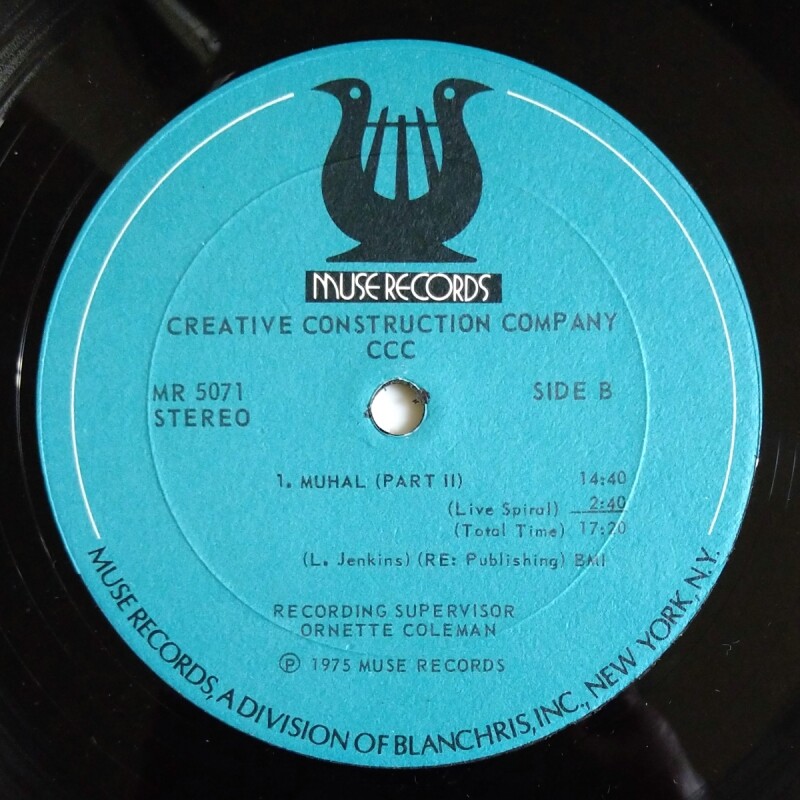 MUSE RECORDS
CREATIVE CONSTRUCTION COMPANY
CCC
MR 5071
STEREO
SIDE B
1. MUHAL (PART II) 14:40
(Live Spiral) 2:40
(Total Time) 17:20
(L. Jenkins) (RE: Publishing) BMI
RECORDING SUPERVISOR
ORNETTE COLEMAN
Ⓟ 1975 MUSE RECORDS
MUSE RECORDS, A DIVISION OF BLANCHRIS, INC., NEW YORK, N.Y.